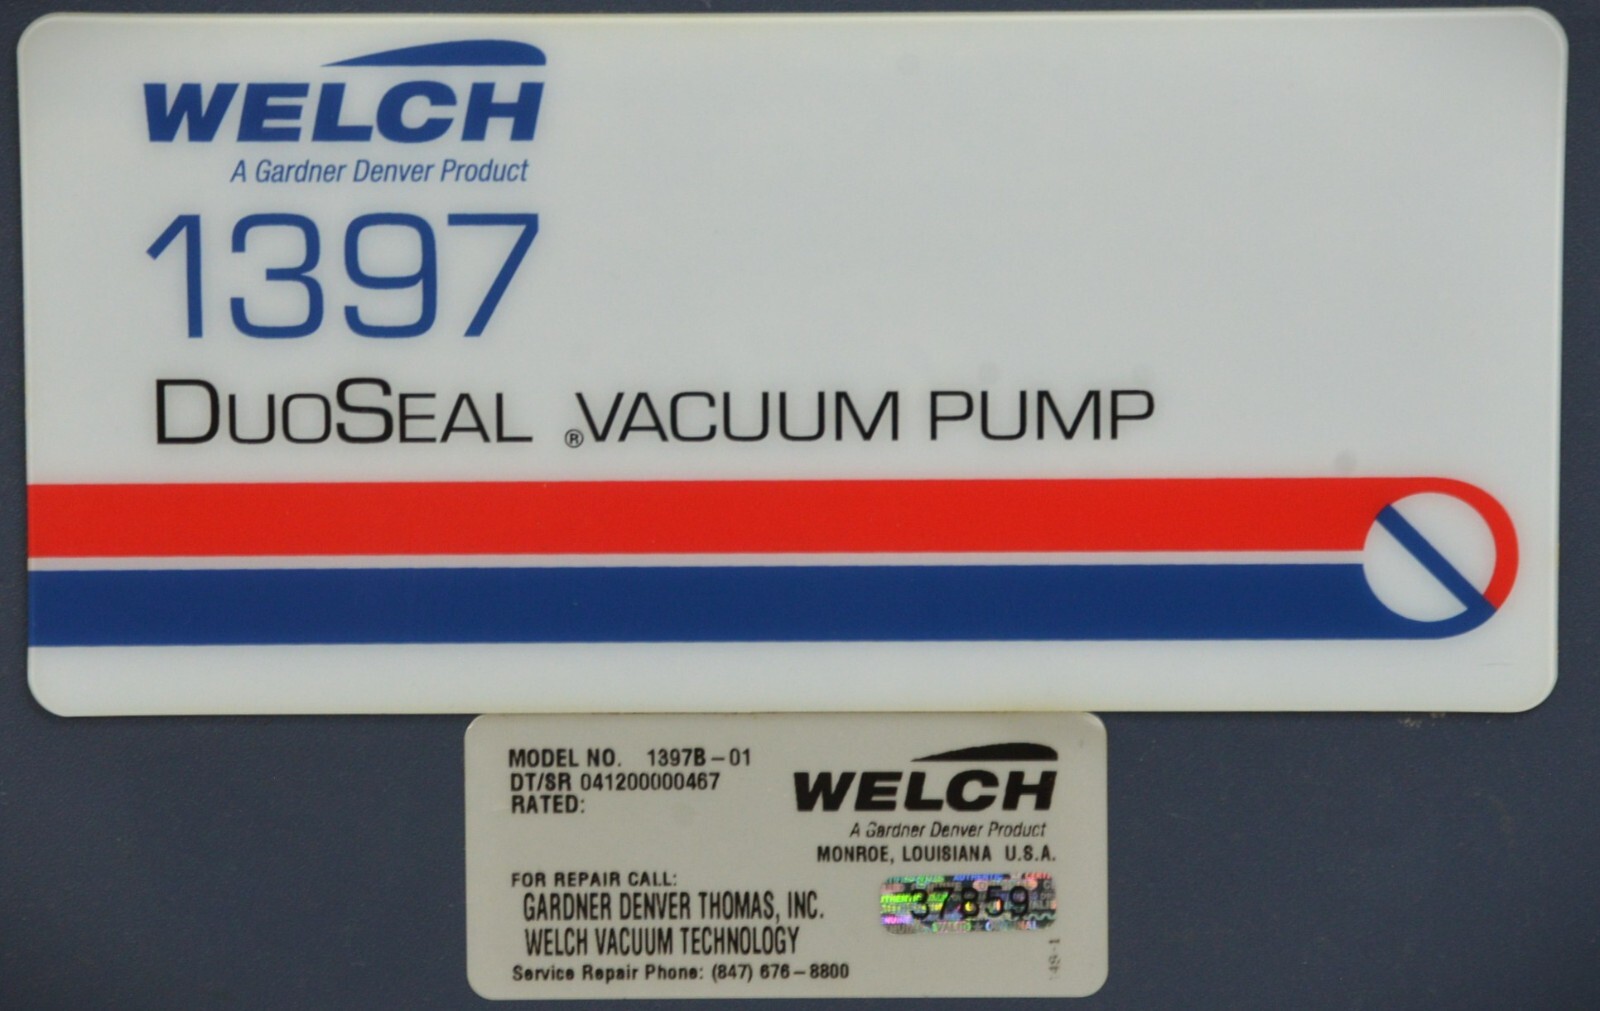 WELCH
A Gardner Denver Product
1397
DUOSEAL ® VACUUM PUMP
MODEL NO. 1397B-01
DT/SR 041200000467
RATED:
WELCH
A Gardner Denver Product
MONROE, LOUISIANA U.S.A.
FOR REPAIR CALL:
GARDNER DENVER THOMAS, INC.
WELCH VACUUM TECHNOLOGY
Service Repair Phone: (847) 676-8800
37859